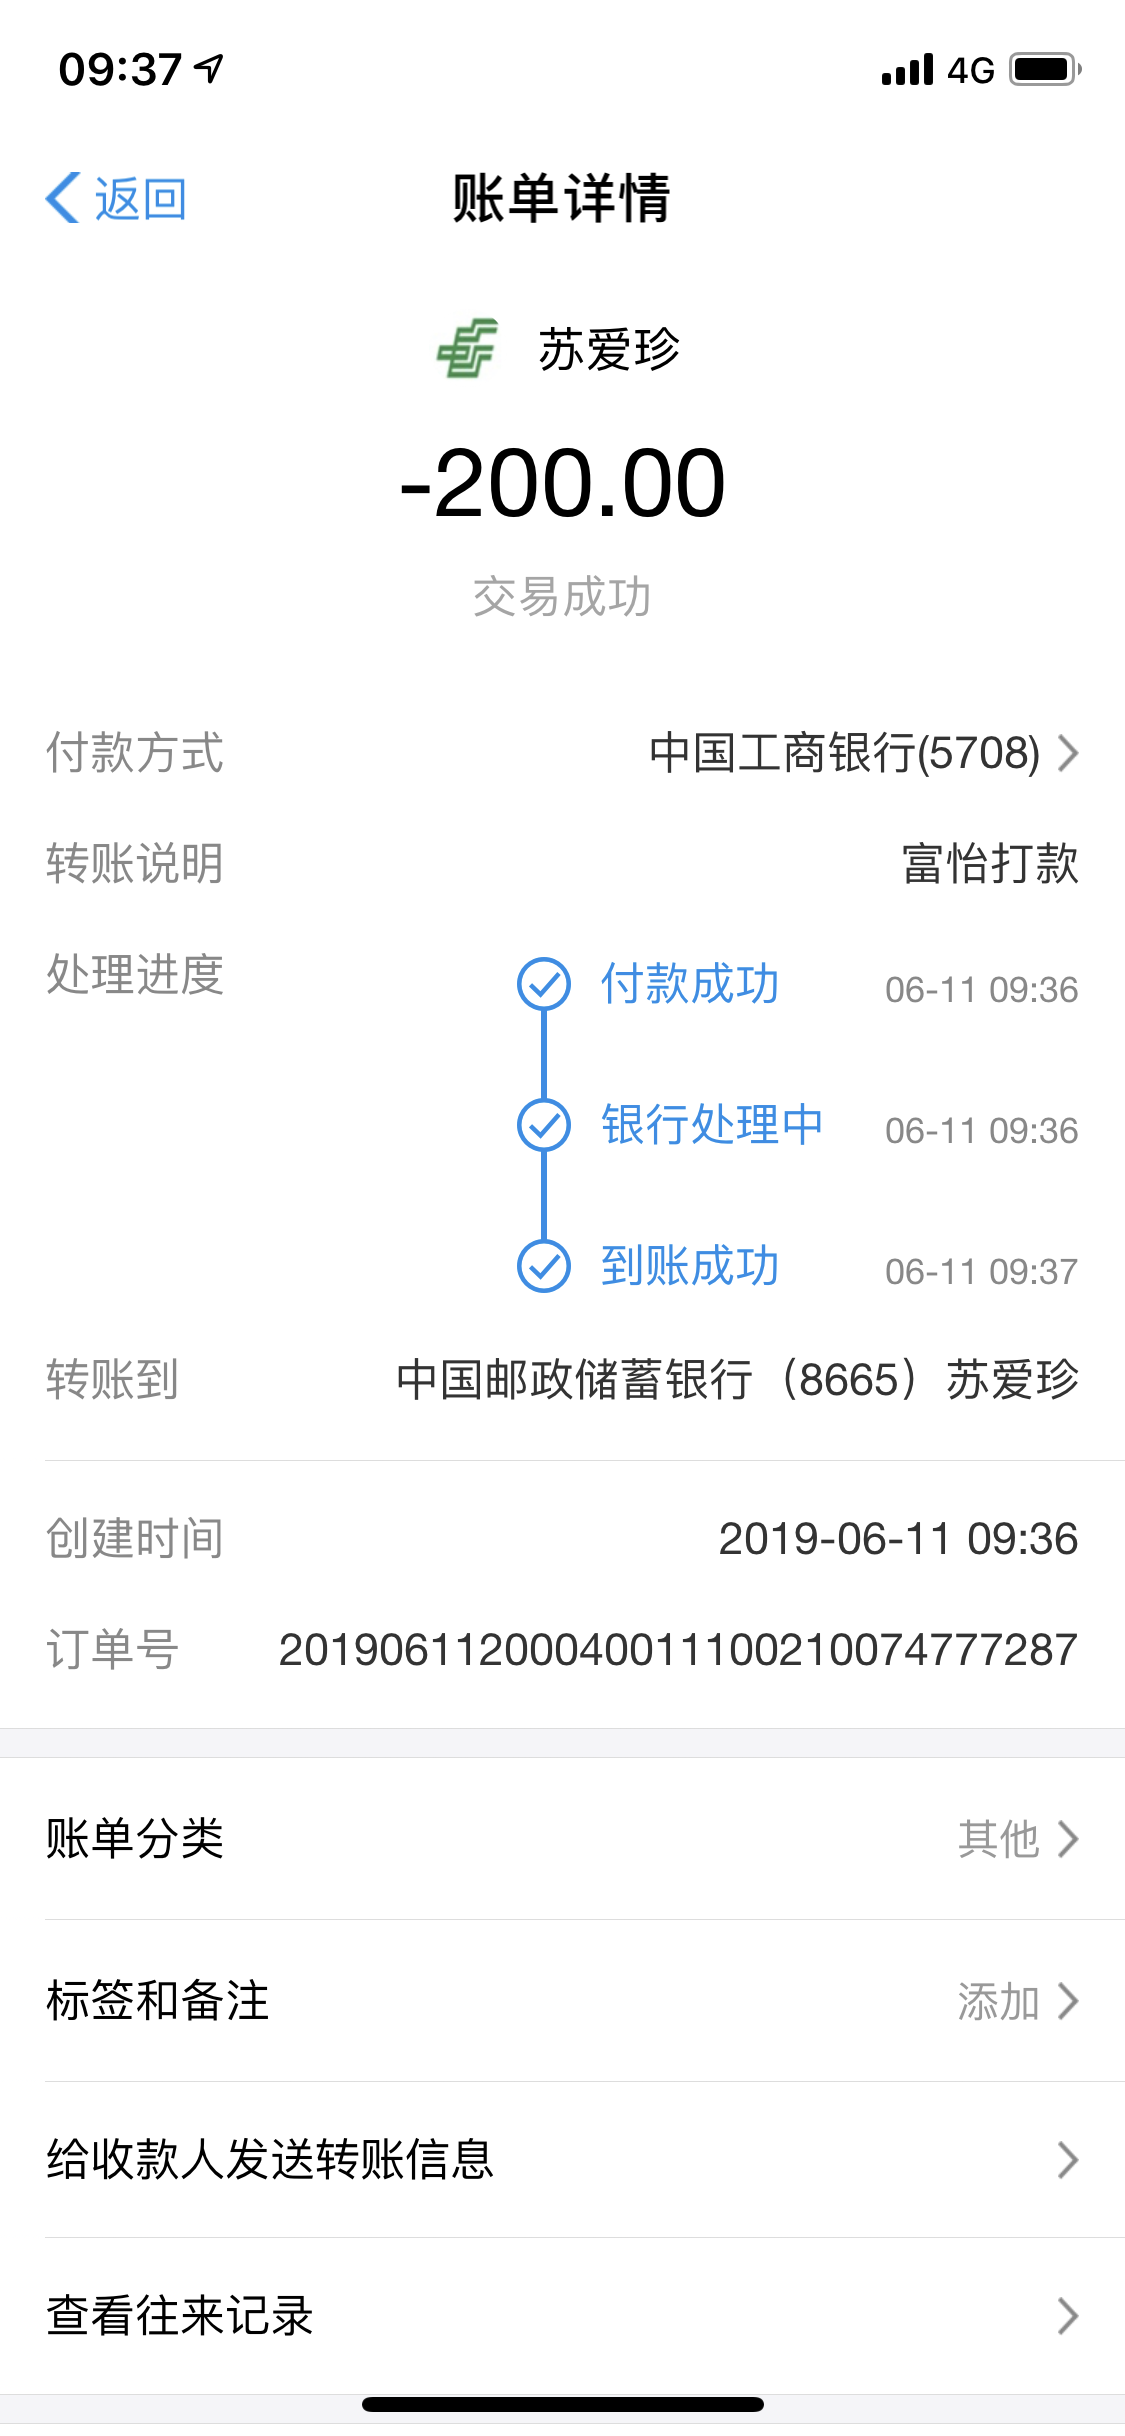 09:37 4G
返回 账单详情
苏爱珍
-200.00
交易成功
付款方式 中国工商银行(5708)
转账说明 富怡打款
处理进度 付款成功 06-11 09:36
银行处理中 06-11 09:36
到账成功 06-11 09:37
转账到 中国邮政储蓄银行（8665）苏爱珍
创建时间 2019-06-11 09:36
订单号 20190611200040011100210074777287
账单分类 其他
标签和备注 添加
给收款人发送转账信息
查看往来记录